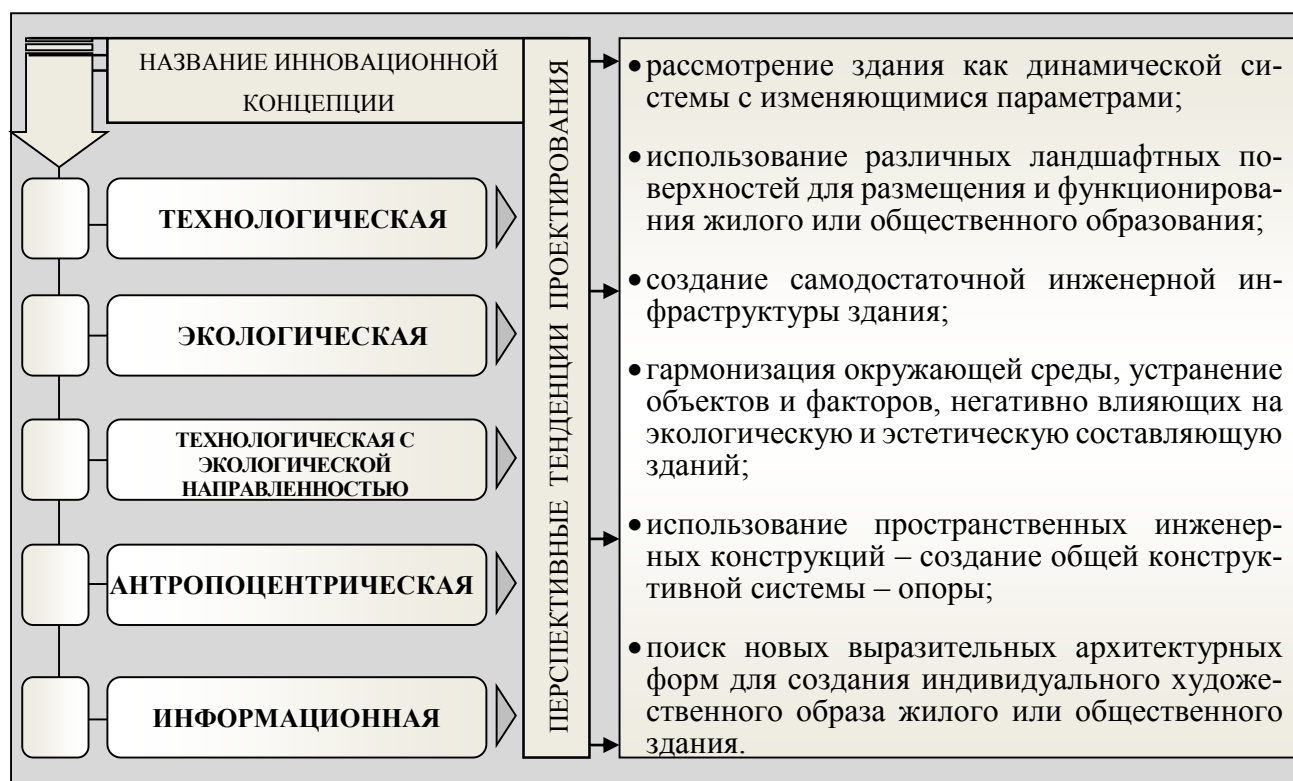 НАЗВАНИЕ ИННОВАЦИОННОЙ
КОНЦЕПЦИИ
ТЕХНОЛОГИЧЕСКАЯ
ЭКОЛОГИЧЕСКАЯ
ТЕХНОЛОГИЧЕСКАЯ С
ЭКОЛОГИЧЕСКОЙ
НАПРАВЛЕННОСТЬЮ
АНТРОПОЦЕНТРИЧЕСКАЯ
ИНФОРМАЦИОННАЯ
ПЕРСПЕКТИВНЫЕ ТЕНДЕНЦИИ ПРОЕКТИРОВАНИЯ
•рассмотрение здания как динамической си-
стемы с изменяющимися параметрами;
•использование различных ландшафтных по-
верхностей для размещения и функционирова-
ния жилого или общественного образования;
•создание самодостаточной инженерной ин-
фраструктуры здания;
•гармонизация окружающей среды, устранение
объектов и факторов, негативно влияющих на
экологическую и эстетическую составляющую
зданий;
•использование пространственных инженер-
ных конструкций – создание общей конструк-
тивной системы – опоры;
•поиск новых выразительных архитектурных
форм для создания индивидуального художе-
ственного образа жилого или общественного
здания.